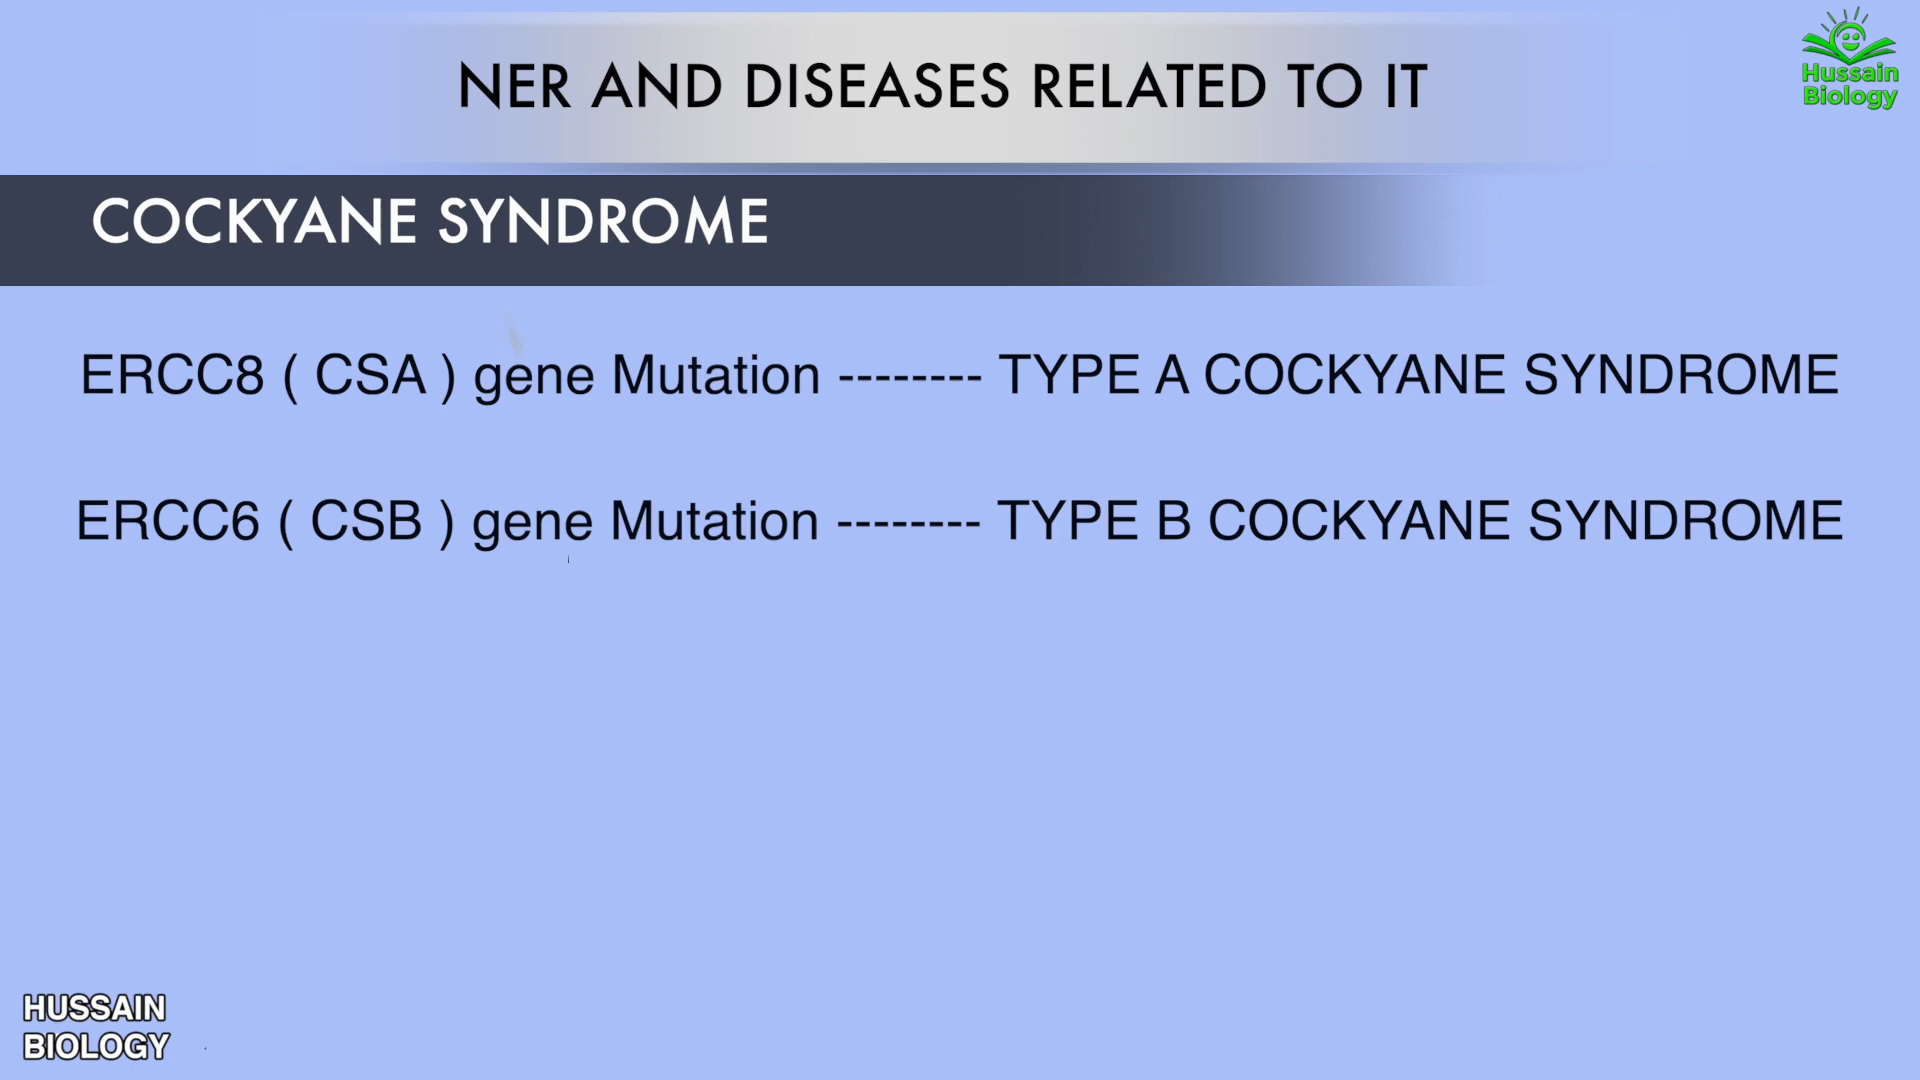 NER AND DISEASES RELATED TO IT
Hussain
Biology
COCKYANE SYNDROME
ERCC8 ( CSA ) gene Mutation -------- TYPE A COCKYANE SYNDROME
ERCC6 ( CSB ) gene Mutation -------- TYPE B COCKYANE SYNDROME
HUSSAIN
BIOLOGY